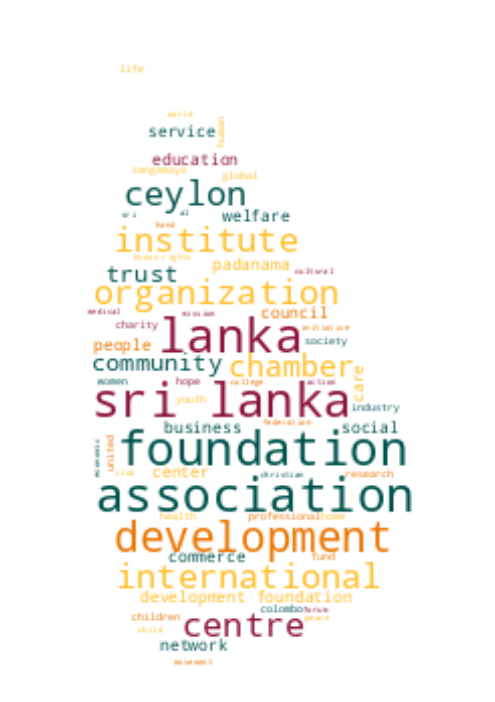 life
world
human
service
education
sangamaya
global
ceylon
sri al welfare
hand
institute
human rights
padanama
trust cultural
organization
medical mission council
charity lanka initiative
people society
community chamber
women hope college action care
sri lanka
youth industry
business federation social
foundation
economic united
club center christian research
association
health professional home
development
commerce fund
international
development foundation
colombo forum
children peace
child centre
network
movement